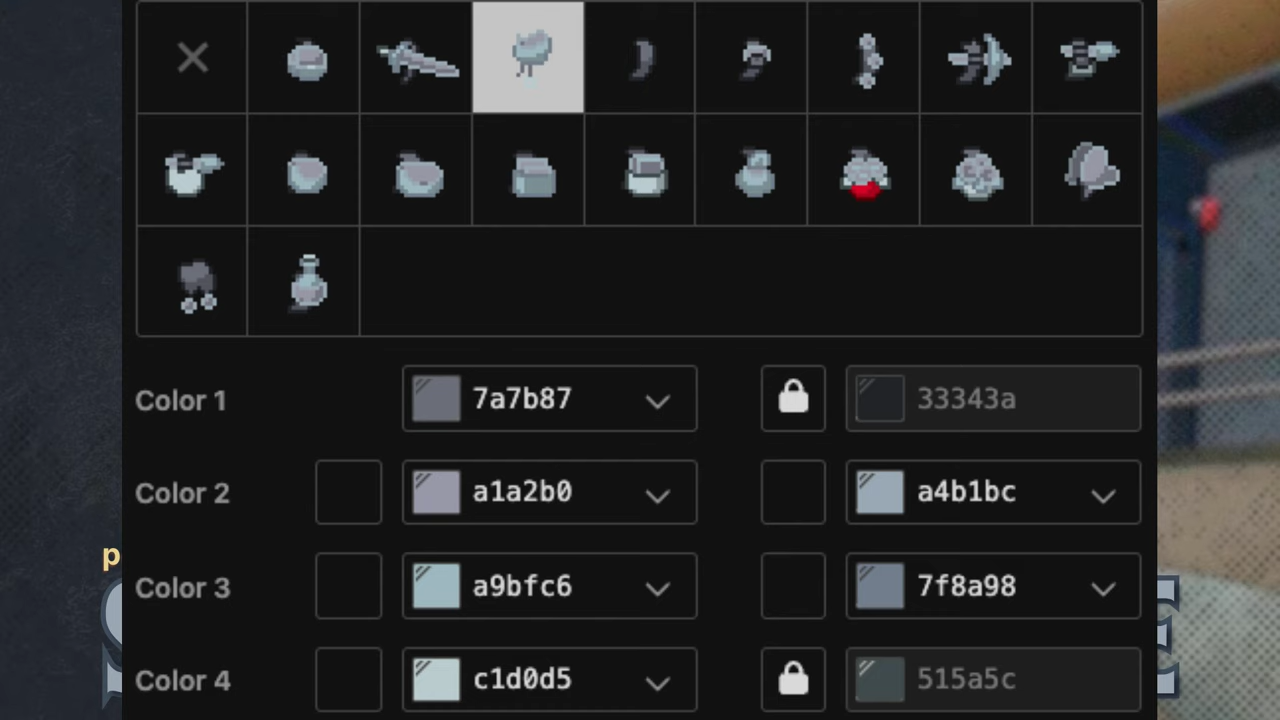 Color 1 7a7b87 33343a
Color 2 a1a2b0 a4b1bc
p
Color 3 a9bfc6 7f8a98
Color 4 c1d0d5 515a5c